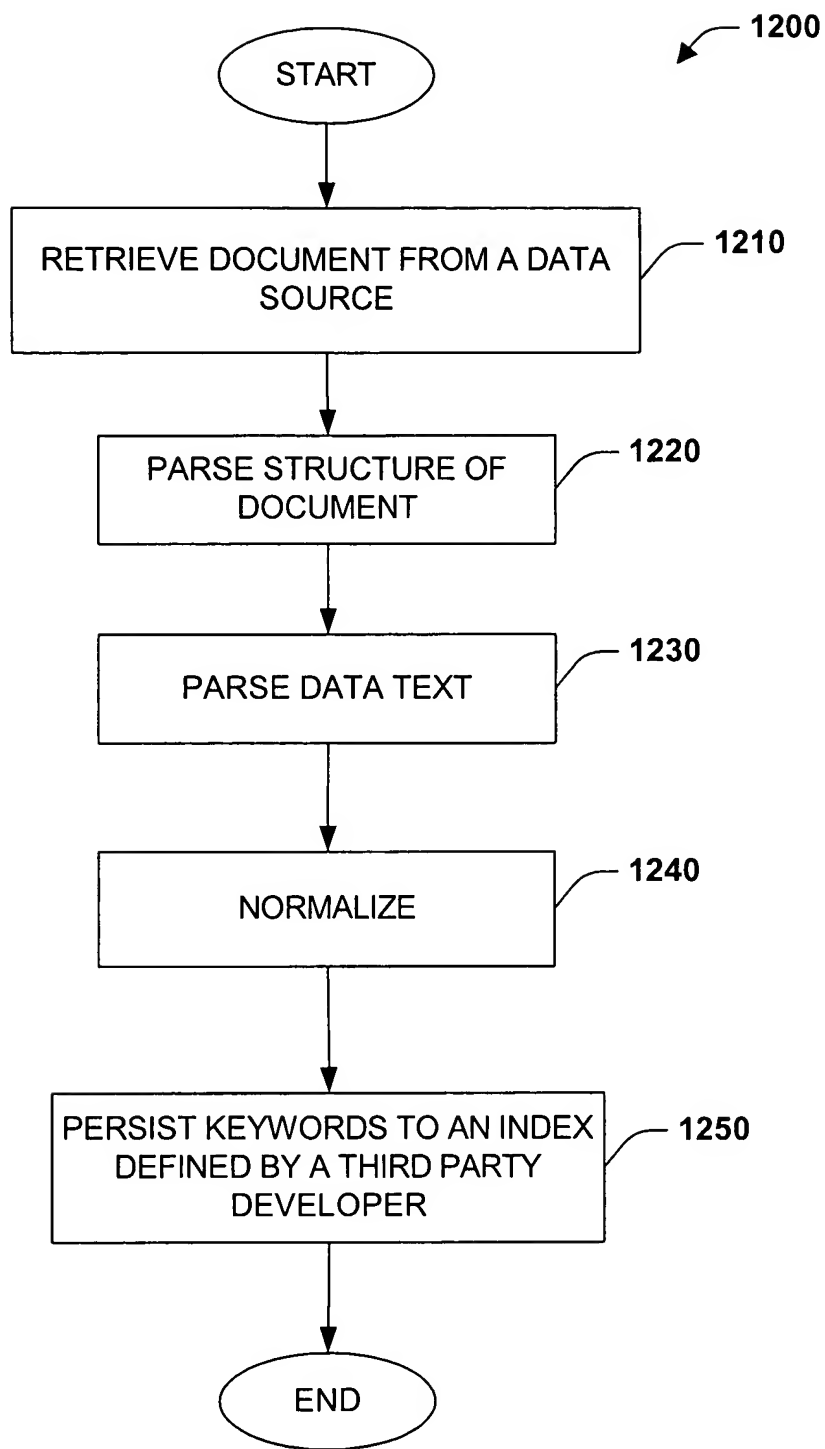 1200
START
RETRIEVE DOCUMENT FROM A DATA
SOURCE
1210
PARSE STRUCTURE OF
DOCUMENT
1220
PARSE DATA TEXT
1230
NORMALIZE
1240
PERSIST KEYWORDS TO AN INDEX
DEFINED BY A THIRD PARTY
DEVELOPER
1250
END